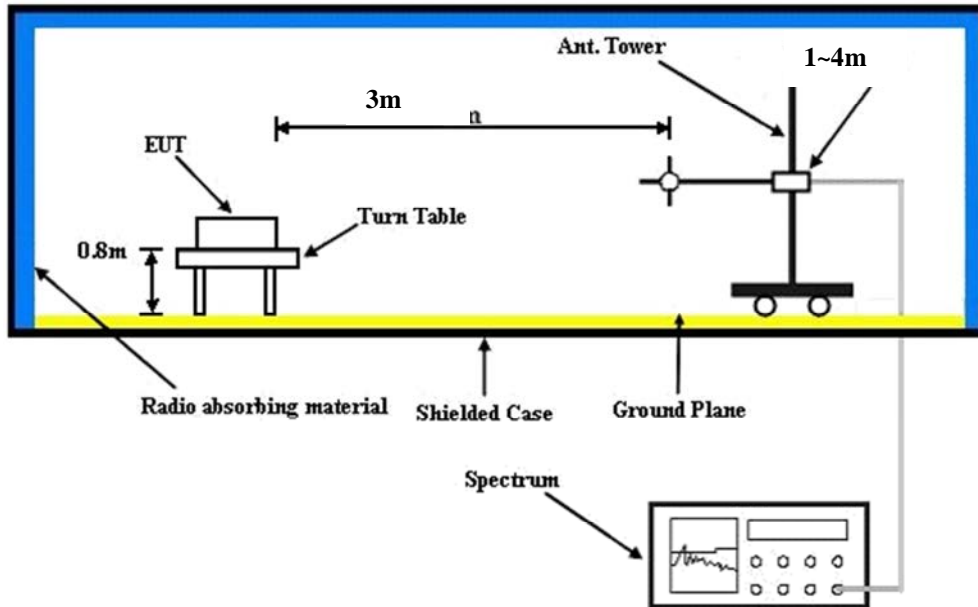 Ant. Tower
1~4m
3m
n
EUT
Turn Table
0.8m
Radio absorbing material
Shielded Case
Ground Plane
Spectrum